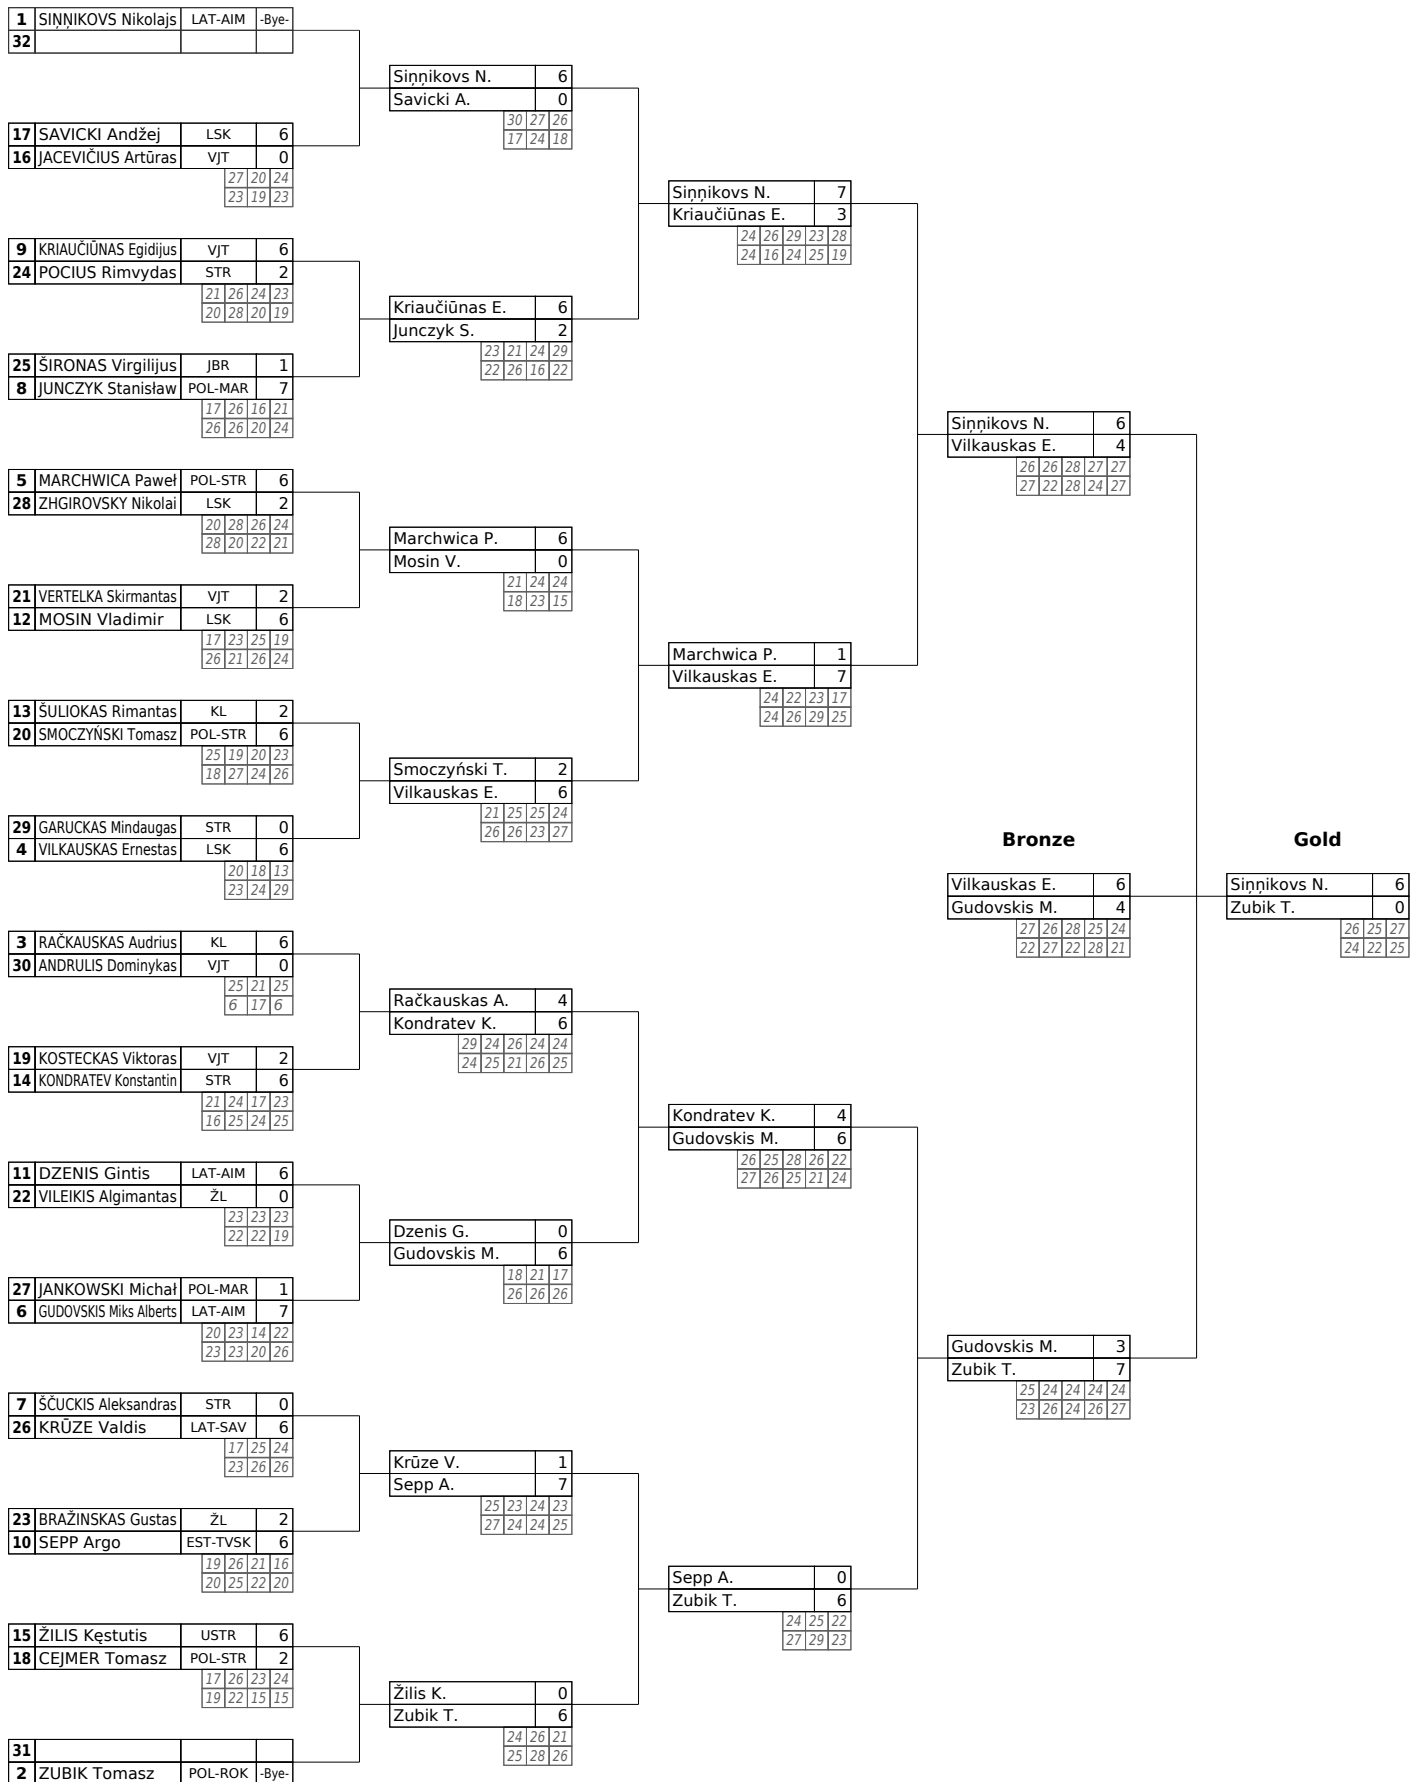 1 SIŅŅIKOVS Nikolajs LAT-AIM -Bye-
32
17 SAVICKI Andžej LSK 6
16 JACEVIČIUS Artūras VJT 0
27 20 24
23 19 23
9 KRIAUČIŪNAS Egidijus VJT 6
24 POCIUS Rimvydas STR 2
21 26 24 23
20 28 20 19
25 ŠIRONAS Virgilijus JBR 1
8 JUNCZYK Stanisław POL-MAR 7
17 26 16 21
26 26 20 24
5 MARCHWICA Paweł POL-STR 6
28 ZHGIROVSKY Nikolai LSK 2
20 28 26 24
28 20 22 21
21 VERTELKA Skirmantas VJT 2
12 MOSIN Vladimir LSK 6
17 23 25 19
26 21 26 24
13 ŠULIOKAS Rimantas KL 2
20 SMOCZYŃSKI Tomasz POL-STR 6
25 19 20 23
18 27 24 26
29 GARUCKAS Mindaugas STR 0
4 VILKAUSKAS Ernestas LSK 6
20 18 13
23 24 29
3 RAČKAUSKAS Audrius KL 6
30 ANDRULIS Dominykas VJT 0
25 21 25
6 17 6
19 KOSTECKAS Viktoras VJT 2
14 KONDRATEV Konstantin STR 6
21 24 17 23
16 25 24 25
11 DZENIS Gintis LAT-AIM 6
22 VILEIKIS Algimantas ŽL 0
23 23 23
22 22 19
27 JANKOWSKI Michał POL-MAR 1
6 GUDOVSKIS Miks Alberts LAT-AIM 7
20 23 14 22
23 23 20 26
7 ŠČUCKIS Aleksandras STR 0
26 KRŪZE Valdis LAT-SAV 6
17 25 24
23 26 26
23 BRAŽINSKAS Gustas ŽL 2
10 SEPP Argo EST-TVSK 6
19 26 21 16
20 25 22 20
15 ŽILIS Kęstutis USTR 6
18 CEJMER Tomasz POL-STR 2
17 26 23 24
19 22 15 15
31
2 ZUBIK Tomasz POL-ROK -Bye-
Siņņikovs N. 6
Savicki A. 0
30 27 26
17 24 18
Kriaučiūnas E. 6
Junczyk S. 2
23 21 24 29
22 26 16 22
Marchwica P. 6
Mosin V. 0
21 24 24
18 23 15
Smoczyński T. 2
Vilkauskas E. 6
21 25 25 24
26 26 23 27
Račkauskas A. 4
Kondratev K. 6
29 24 26 24 24
24 25 21 26 25
Dzenis G. 0
Gudovskis M. 6
18 21 17
26 26 26
Krūze V. 1
Sepp A. 7
25 23 24 23
27 24 24 25
Žilis K. 0
Zubik T. 6
24 26 21
25 28 26
Siņņikovs N. 7
Kriaučiūnas E. 3
24 26 29 23 28
24 16 24 25 19
Marchwica P. 1
Vilkauskas E. 7
24 22 23 17
24 26 29 25
Kondratev K. 4
Gudovskis M. 6
26 25 28 26 22
27 26 25 21 24
Sepp A. 0
Zubik T. 6
24 25 22
27 29 23
Siņņikovs N. 6
Vilkauskas E. 4
26 26 28 27 27
27 22 28 24 27
Gudovskis M. 3
Zubik T. 7
25 24 24 24 24
23 26 24 26 27
Bronze
Vilkauskas E. 6
Gudovskis M. 4
27 26 28 25 24
22 27 22 28 21
Gold
Siņņikovs N. 6
Zubik T. 0
26 25 27
24 22 25